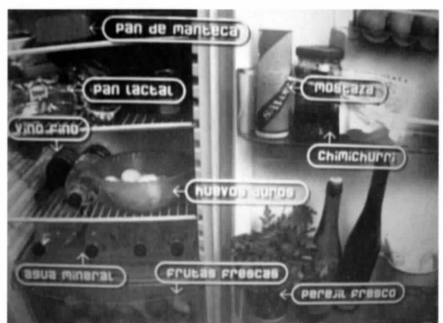 pan de manteca
pan lactal
mostaza
vino fino
chimichurri
huevos duros
agua mineral
frutas frescas
perejil fresco